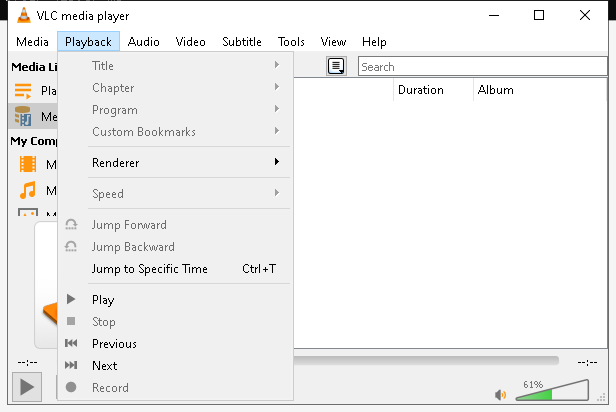 VLC media player
Media Playback Audio Video Subtitle Tools View Help
Media Li
Search
Duration Album
Pla
Me
My Comp
M
M
M
Title
Chapter
Program
Custom Bookmarks
Renderer
Speed
Jump Forward
Jump Backward
Jump to Specific Time Ctrl+T
Play
Stop
Previous
Next
Record
--:-- --:--
61%